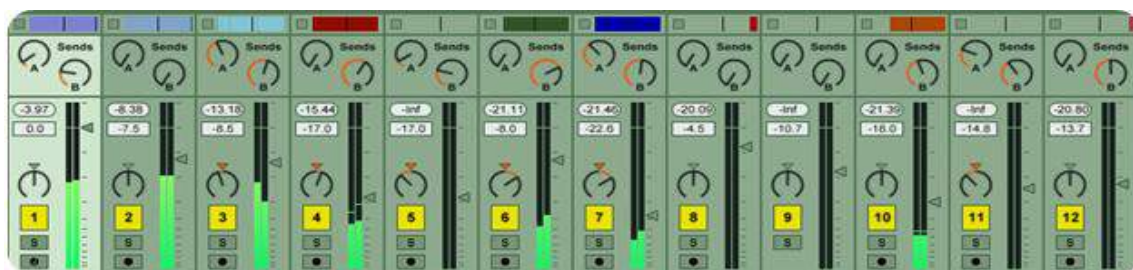 Sends Sends Sends Sends Sends Sends Sends Sends Sends Sends Sends Sends
A A A A A A A A A A A A
B B B B B B B B B B B B
-3.97 -8.38 -13.18 -15.44 -Inf -21.11 -21.46 -20.09 -Inf -21.39 -Inf -20.80
0.0 -7.5 -8.5 -17.0 -17.0 -8.0 -22.6 -4.5 -10.7 -18.0 -14.8 -13.7
1 2 3 4 5 6 7 8 9 10 11 12
S S S S S S S S S S S S